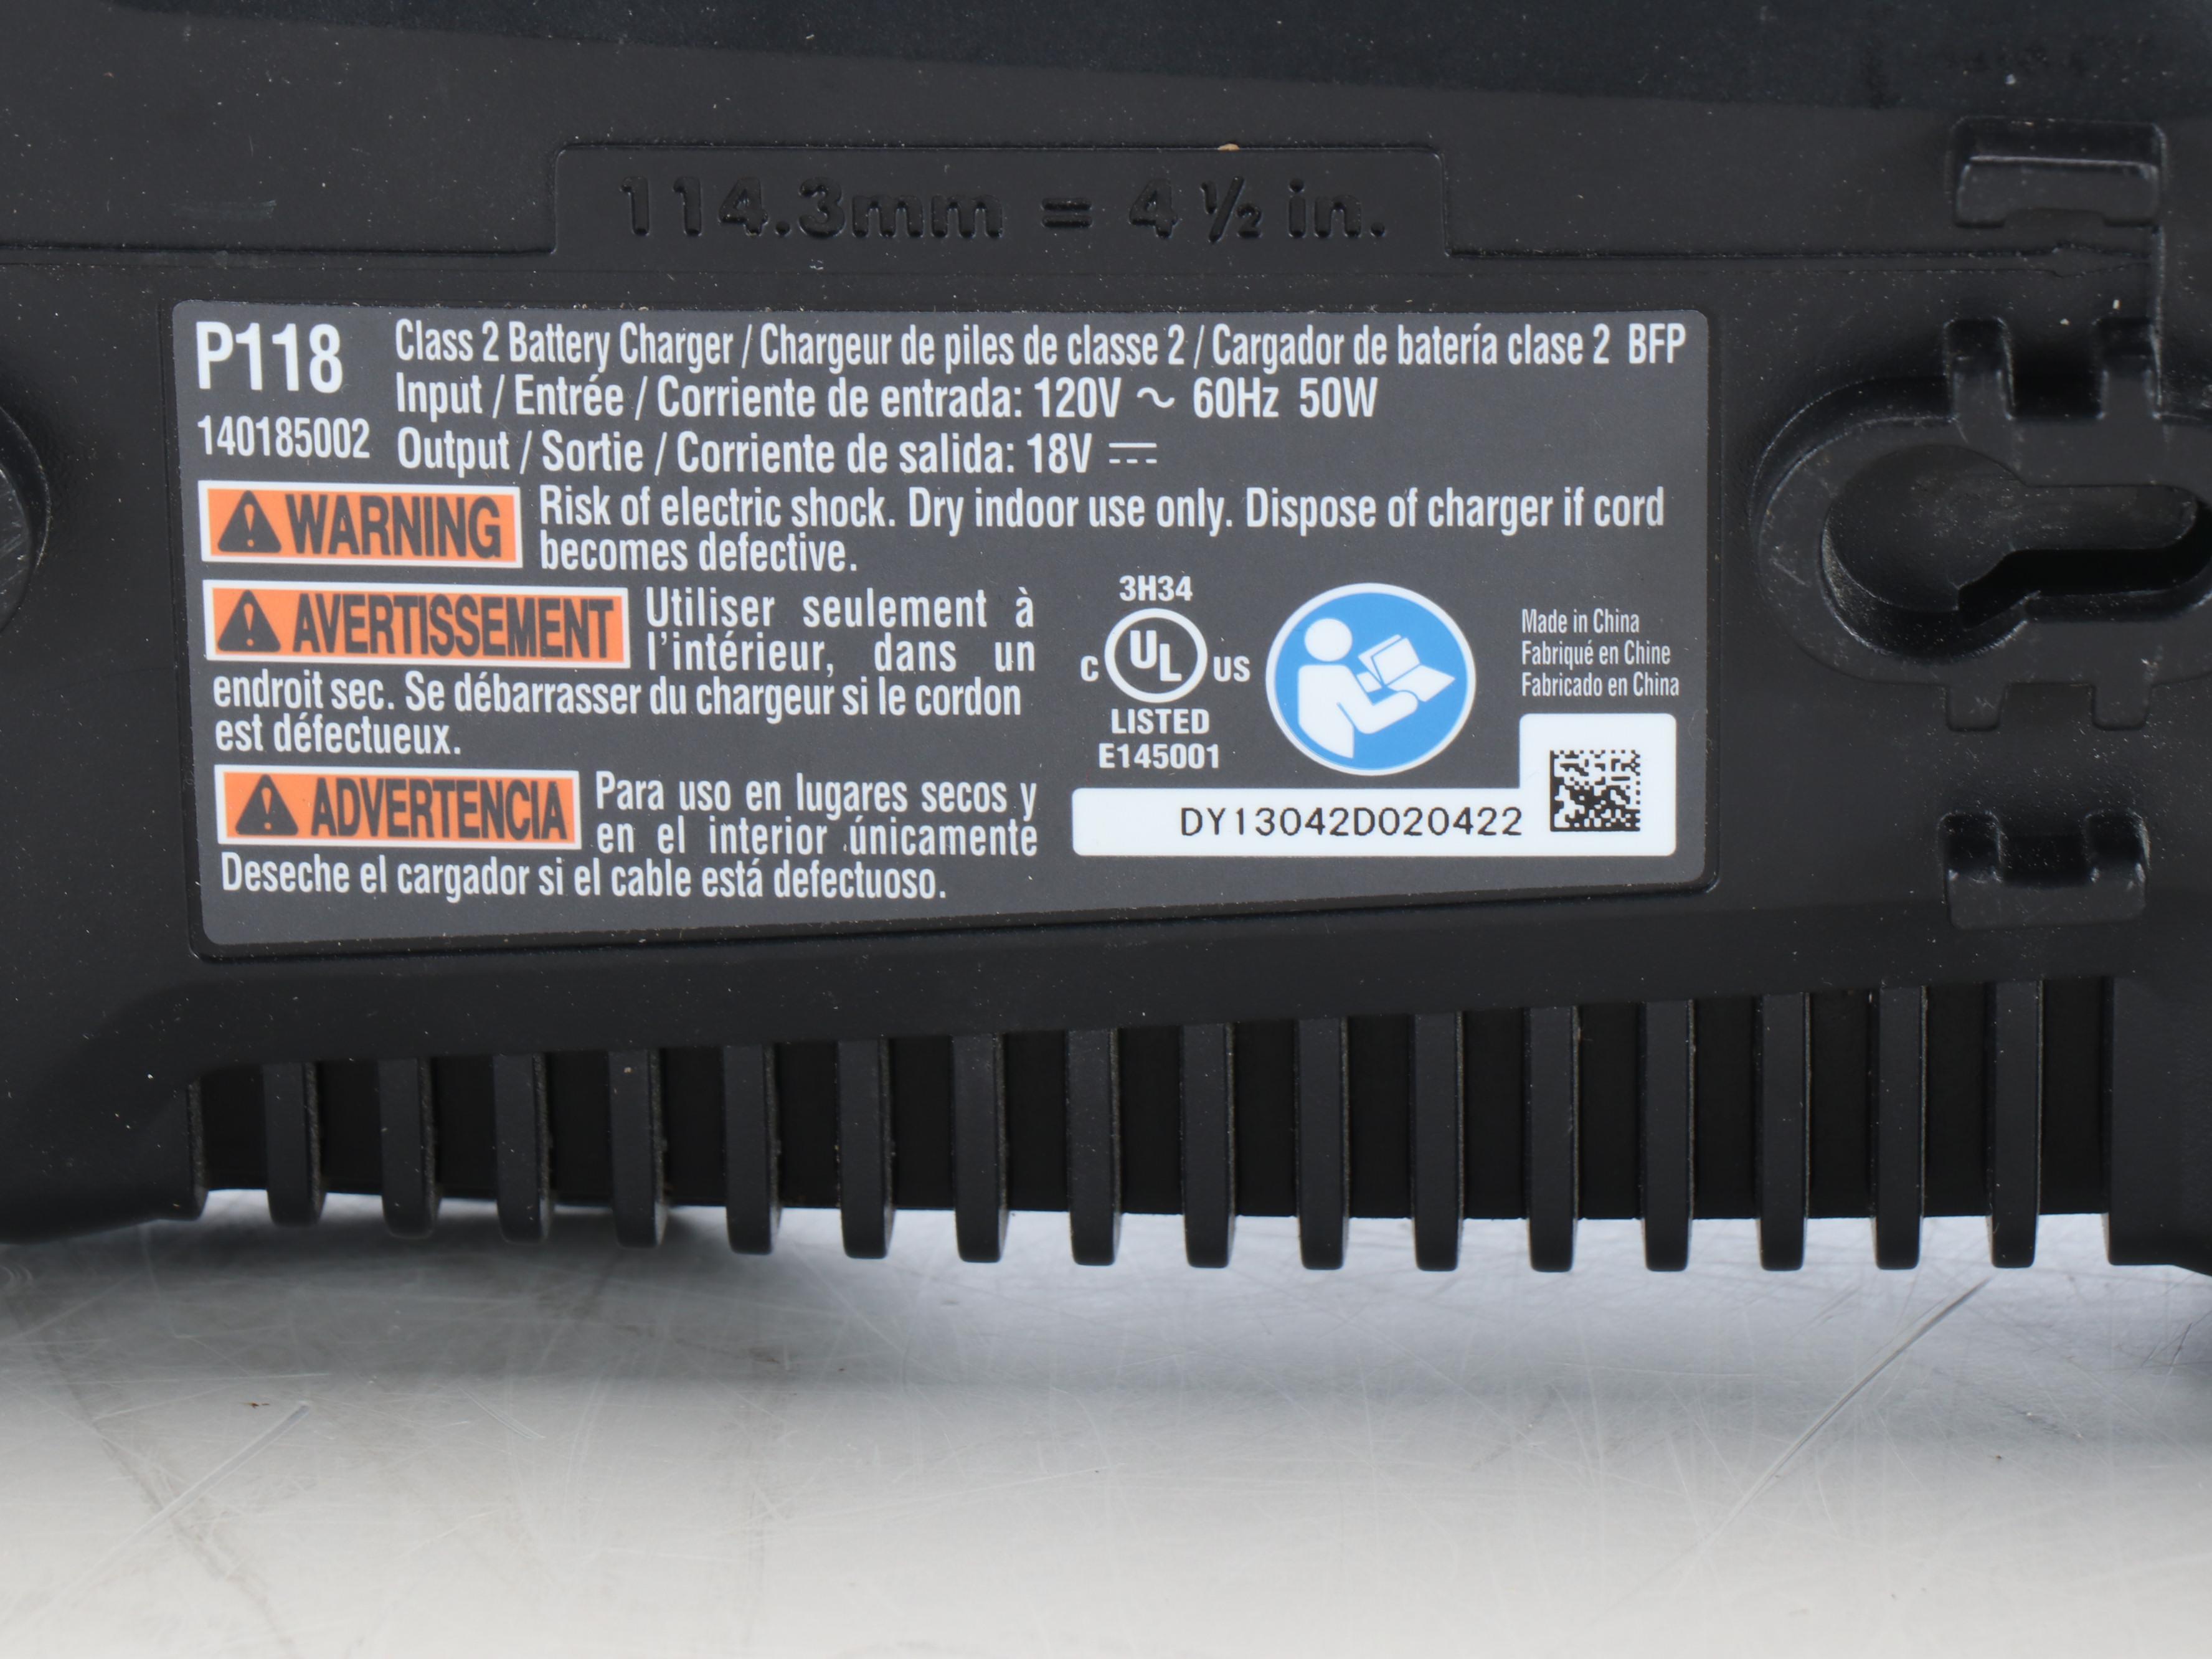 114.3mm = 4 ½ in.
P118
140185002
Class 2 Battery Charger / Chargeur de piles de classe 2 / Cargador de batería clase 2 BFP
Input / Entrée / Corriente de entrada: 120V ~ 60Hz 50W
Output / Sortie / Corriente de salida: 18V ⎓
WARNING Risk of electric shock. Dry indoor use only. Dispose of charger if cord
becomes defective.
AVERTISSEMENT Utiliser seulement à
l'intérieur, dans un
endroit sec. Se débarrasser du chargeur si le cordon
est défectueux.
ADVERTENCIA Para uso en lugares secos y
en el interior únicamente
Deseche el cargador si el cable está defectuoso.
3H34
C UL US
LISTED
E145001
Made in China
Fabriqué en Chine
Fabricado en China
DY13042D020422